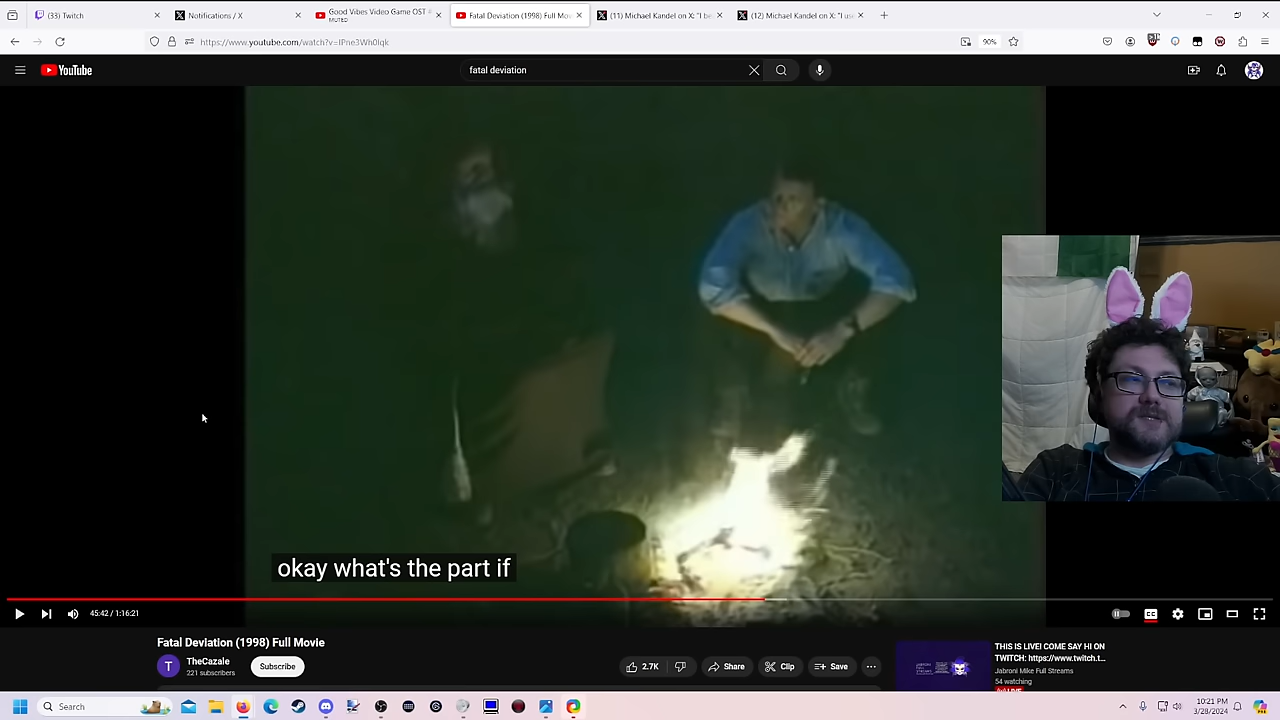 (33) Twitch
Notifications / X
Good Vibes Video Game OST
MUTED
Fatal Deviation (1998) Full Mo
(11) Michael Kandel on X: "I be
(12) Michael Kandel on X: "I us
https://www.youtube.com/watch?v=IPne3Wh0lqk
90%
YouTube
fatal deviation
okay what's the part if
45:42 / 1:16:21
CC
Fatal Deviation (1998) Full Movie
T
TheCazale
221 subscribers
Subscribe
2.7K
Share
Clip
Save
THIS IS LIVE! COME SAY HI ON
TWITCH: https://www.twitch.t...
Jabroni Mike Full Streams
54 watching
LIVE
Search
10:21 PM
3/28/2024